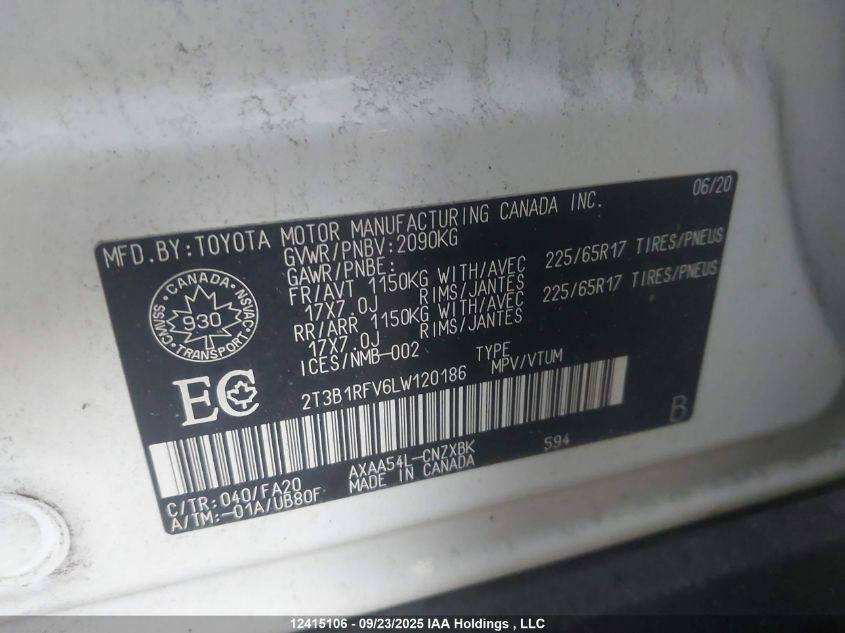 06/20
MFD.BY:TOYOTA MOTOR MANUFACTURING CANADA INC.
GVWR/PNBV:2090KG
GAWR/PNBE:
FR/AVT 1150KG WITH/AVEC 225/65R17 TIRES/PNEUS
17X7.0J RIMS/JANTES
RR/ARR 1150KG WITH/AVEC 225/65R17 TIRES/PNEUS
17X7.0J RIMS/JANTES
ICES/NMB-002 TYPE
2T3B1RFV6LW120186 MPV/VTUM
CANADA
CMVSS NSVAC
930
TRANSPORT
EC
B
AXAA54L-CNZXBK 594
MADE IN CANADA
C/TR:040/FA20
A/TM:-01A/UB80F
12415106 - 09/23/2025 IAA Holdings , LLC